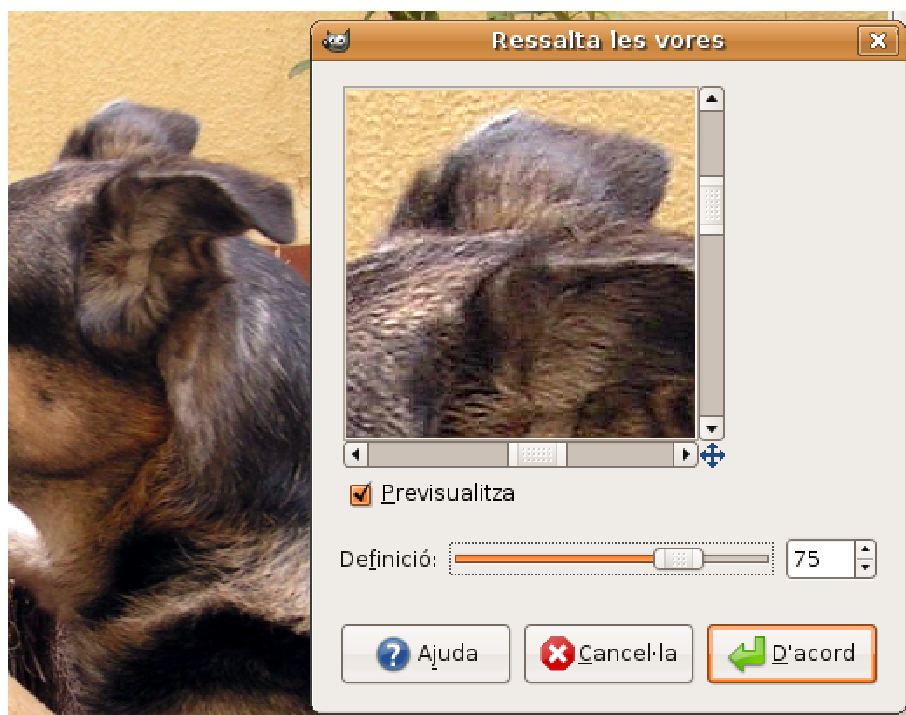 Ressalta les vores
Previsualitza
Definició: 75
Ajuda Cancel·la D'acord